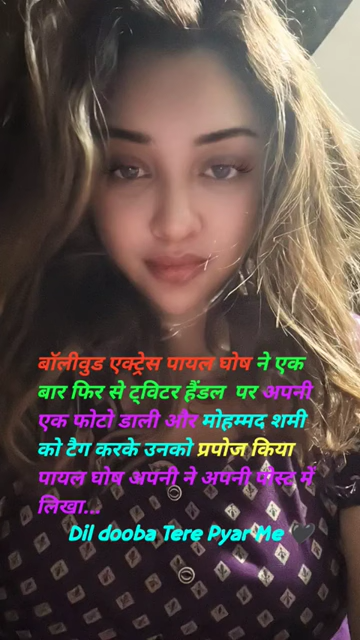 बॉलीवुड एक्ट्रेस पायल घोष ने एक
बार फिर से ट्विटर हैंडल पर अपनी
एक फोटो डाली और मोहम्मद शमी
को टैग करके उनको प्रपोज किया
पायल घोष अपनी ने अपनी पोस्ट में
लिखा...
Dil dooba Tere Pyar Me 🖤